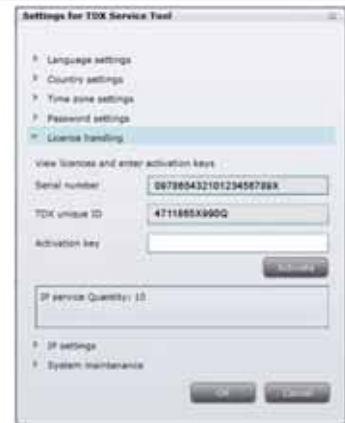 Settings for TDX Service Tool
Language settings
Country settings
Time zone settings
Password settings
License handling
View licences and enter activation keys
Serial number
09786543210123456789X
TDX unique ID
4711865X990Q
Activation key
Activate
IP service Quantity: 10
IP settings
System maintenance
OK
Cancel